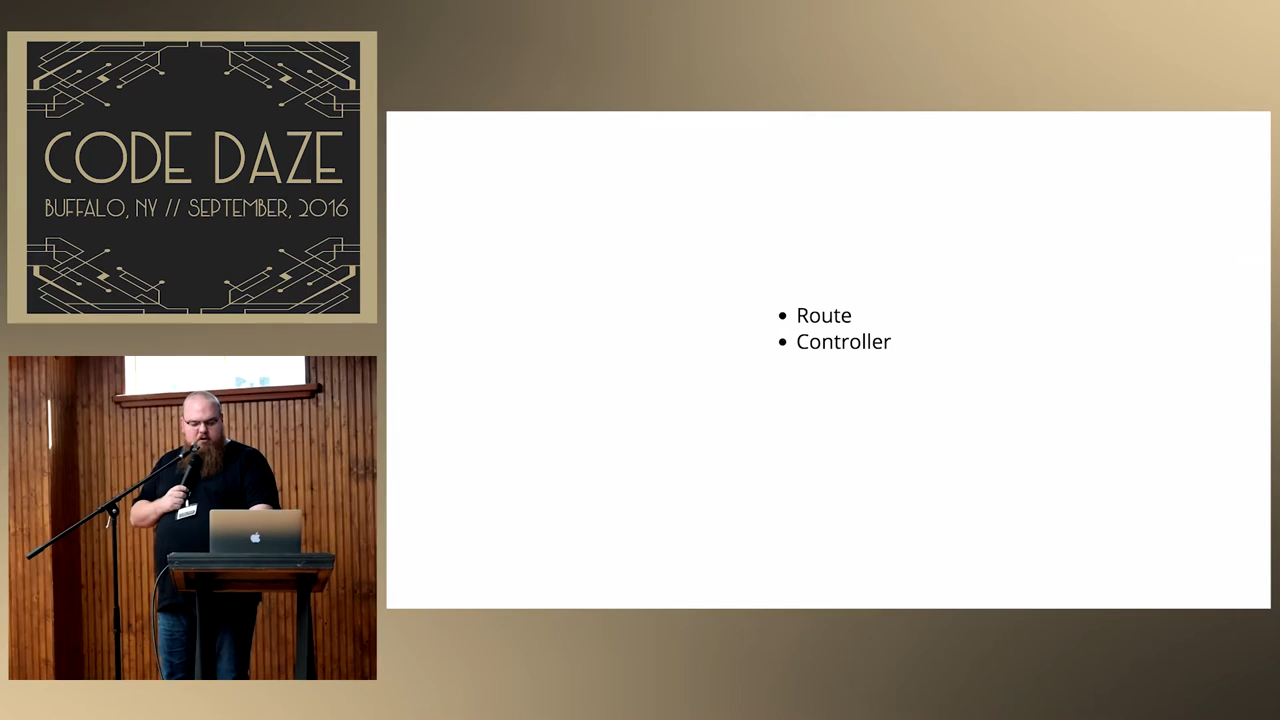 CODE DAZE
BUFFALO, NY // SEPTEMBER, 2016
• Route
• Controller